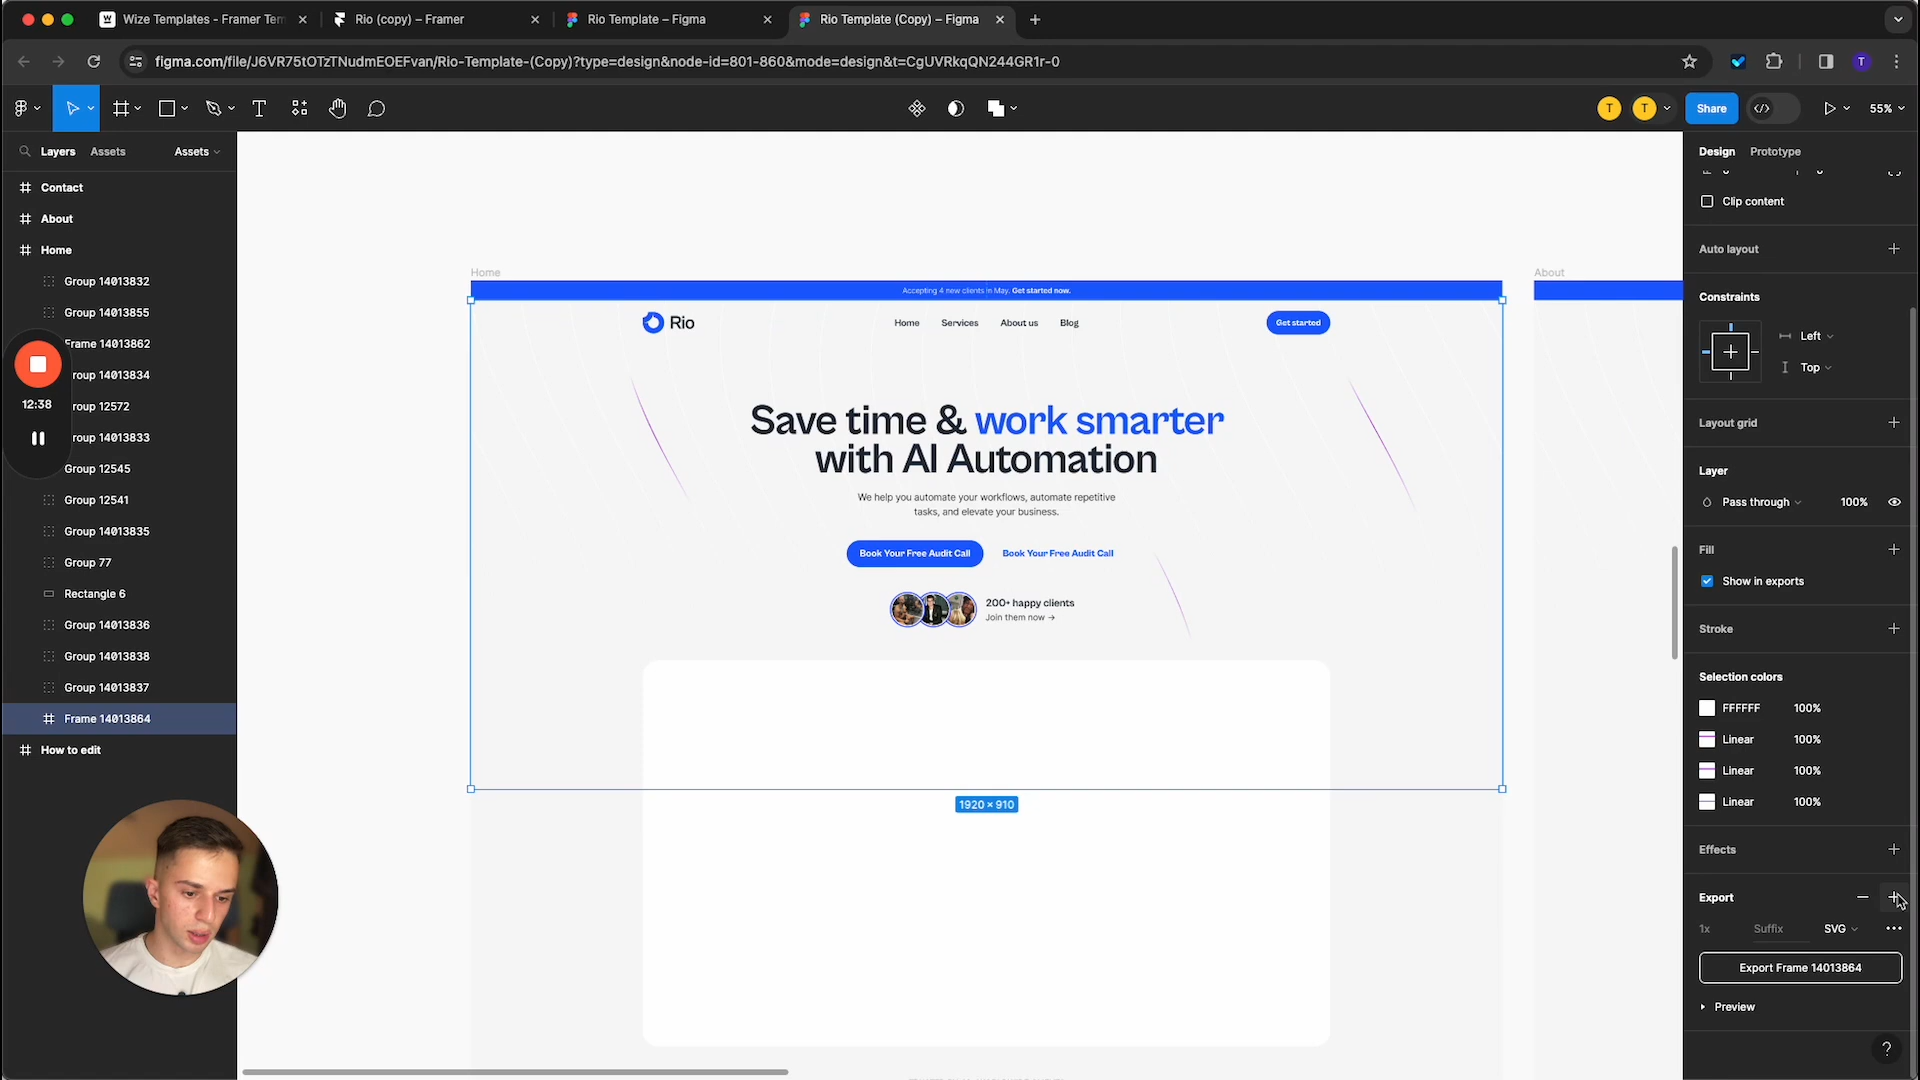 Wize Templates - Framer Tem
Rio (copy) – Framer
Rio Template – Figma
Rio Template (Copy) – Figma
figma.com/file/J6VR75tOTzTNudmEOEFvan/Rio-Template-(Copy)?type=design&node-id=801-860&mode=design&t=CgUVRkqQN244GR1r-0
T
T
T
Share
55%
Layers
Assets
Assets
Contact
About
Home
Group 14013832
Group 14013855
Frame 14013862
roup 14013834
roup 12572
roup 14013833
Group 12545
Group 12541
Group 14013835
Group 77
Rectangle 6
Group 14013836
Group 14013838
Group 14013837
Frame 14013864
How to edit
12:38
Home
About
Accepting 4 new clients in May. Get started now.
Rio
Home
Services
About us
Blog
Get started
Save time & work smarter
with AI Automation
We help you automate your workflows, automate repetitive
tasks, and elevate your business.
Book Your Free Audit Call
Book Your Free Audit Call
200+ happy clients
Join them now →
1920 × 910
Design
Prototype
Clip content
Auto layout
Constraints
Left
Top
Layout grid
Layer
Pass through
100%
Fill
Show in exports
Stroke
Selection colors
FFFFFF
100%
Linear
100%
Linear
100%
Linear
100%
Effects
Export
1x
Suffix
SVG
Export Frame 14013864
Preview
?